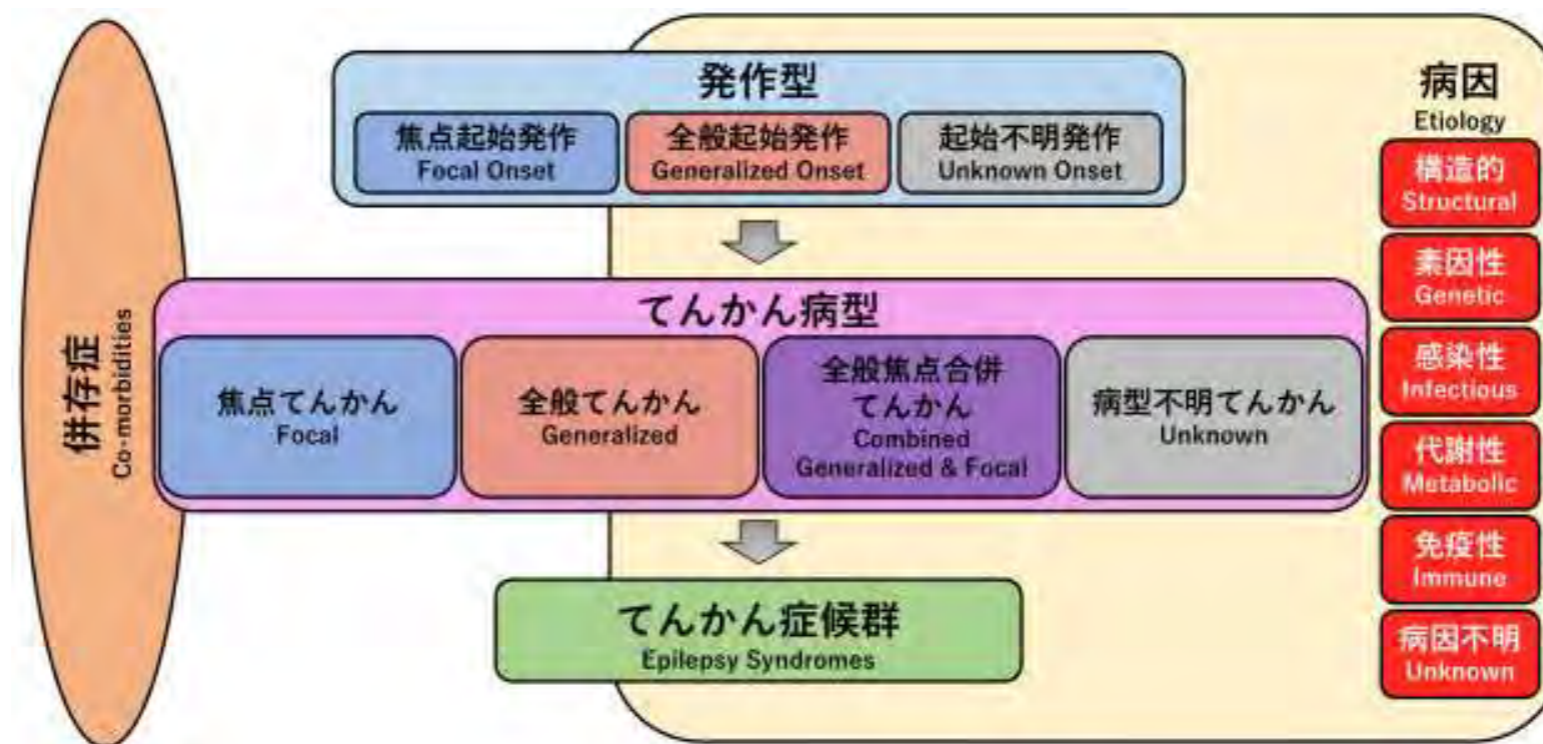 発作型
焦点起始発作
Focal Onset
全般起始発作
Generalized Onset
起始不明発作
Unknown Onset
てんかん病型
焦点てんかん
Focal
全般てんかん
Generalized
全般焦点合併
てんかん
Combined
Generalized & Focal
病型不明てんかん
Unknown
てんかん症候群
Epilepsy Syndromes
併存症
Co-morbidities
病因
Etiology
構造的
Structural
素因性
Genetic
感染性
Infectious
代謝性
Metabolic
免疫性
Immune
病因不明
Unknown